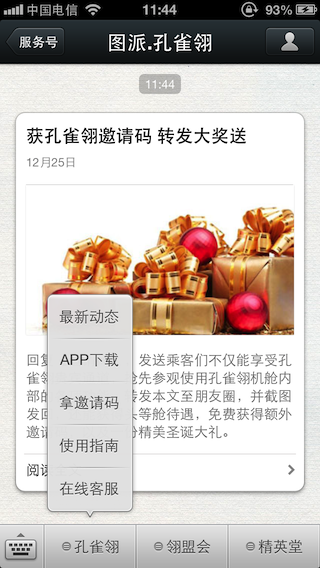 中国电信 11:44 93%
服务号 图派.孔雀翎
11:44
获孔雀翎邀请码 转发大奖送
12月25日
最新动态
APP下载
拿邀请码
使用指南
在线客服
回复 发送乘客们不仅能享受孔
雀翎 抢先参观使用孔雀翎机舱内
部的 转发本文至朋友圈，并截图
发回 头等舱待遇，免费获得额外
邀请 份精美圣诞大礼。
阅读
孔雀翎 翎盟会 精英堂